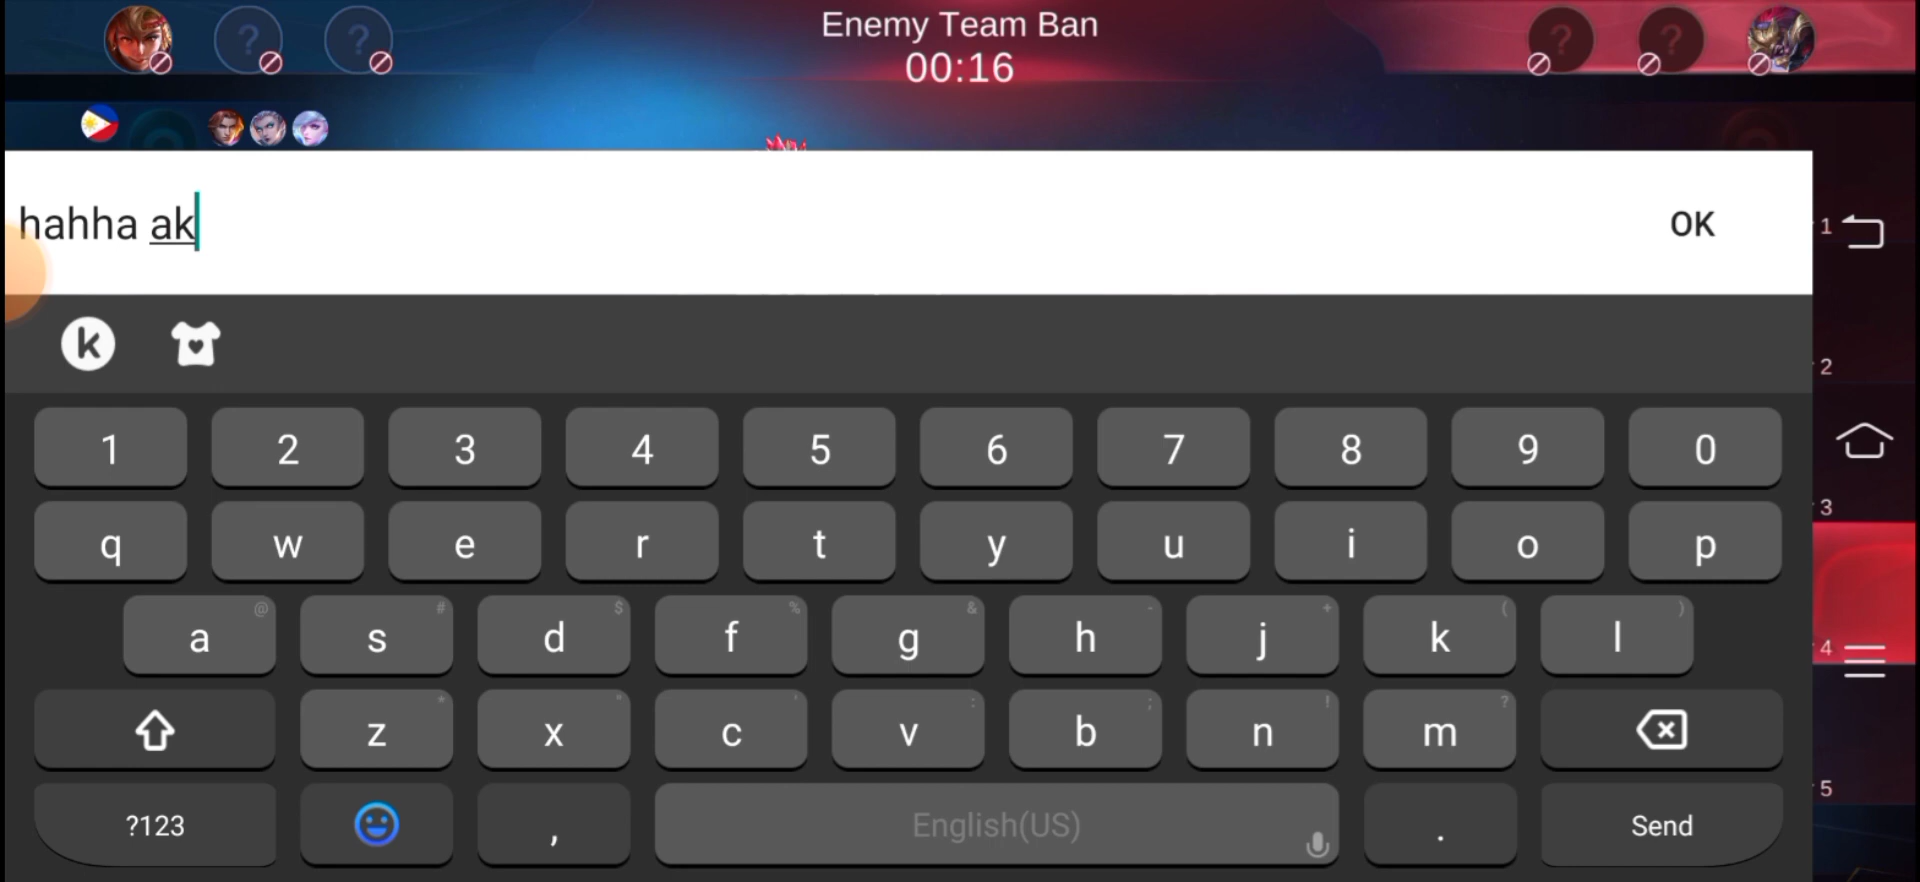 Enemy Team Ban
00:16
? ? ? ?
hahha ak
OK
1
2
3
4
5
k
1 2 3 4 5 6 7 8 9 0
q w e r t y u i o p
@ # $ % & - + ( )
a s d f g h j k l
* " ' : ; ! ?
z x c v b n m
?123 , English(US) . Send